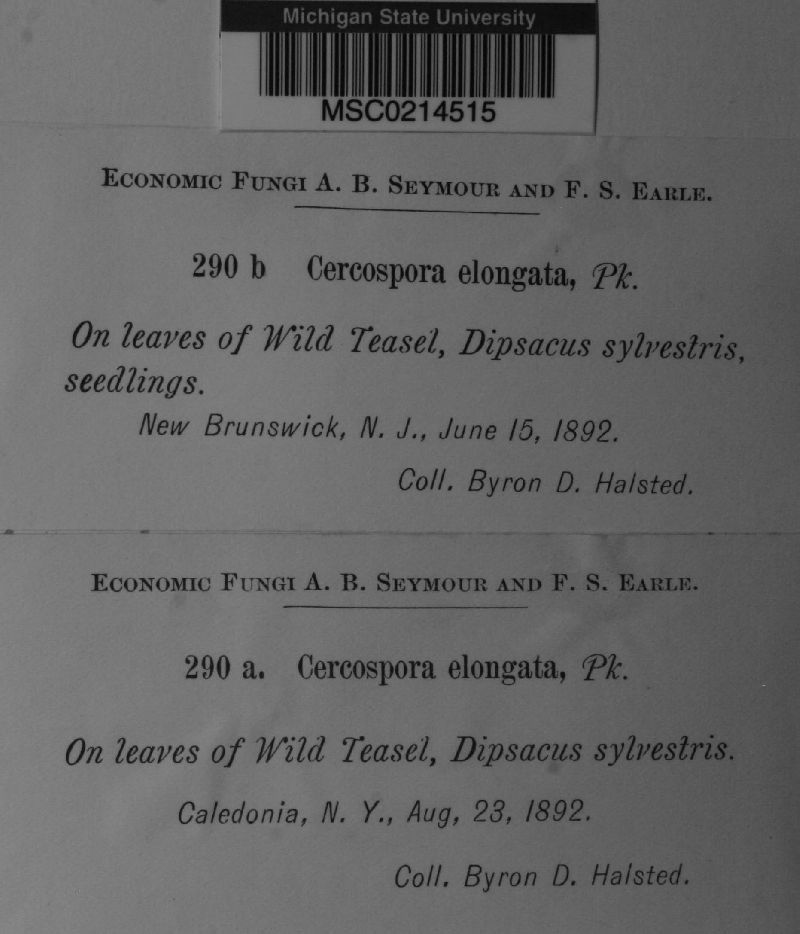 Michigan State University
MSC0214515
Economic Fungi A. B. Seymour and F. S. Earle.
290 b Cercospora elongata, Pk.
On leaves of Wild Teasel, Dipsacus sylvestris,
seedlings.
New Brunswick, N. J., June 15, 1892.
Coll. Byron D. Halsted.
Economic Fungi A. B. Seymour and F. S. Earle.
290 a. Cercospora elongata, Pk.
On leaves of Wild Teasel, Dipsacus sylvestris.
Caledonia, N. Y., Aug, 23, 1892.
Coll. Byron D. Halsted.